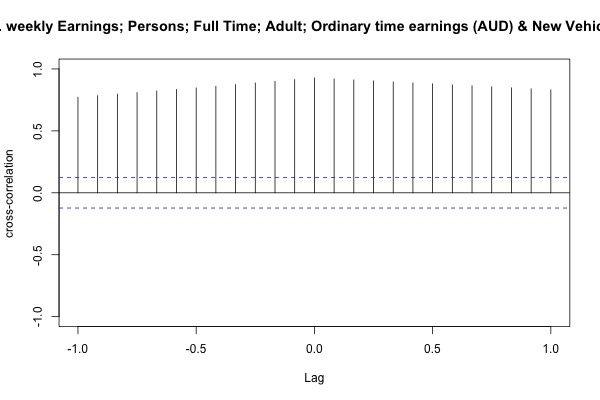 . weekly Earnings; Persons; Full Time; Adult; Ordinary time earnings (AUD) & New Vehic
1.0
0.5
0.0
-0.5
-1.0
cross-correlation
-1.0 -0.5 0.0 0.5 1.0
Lag